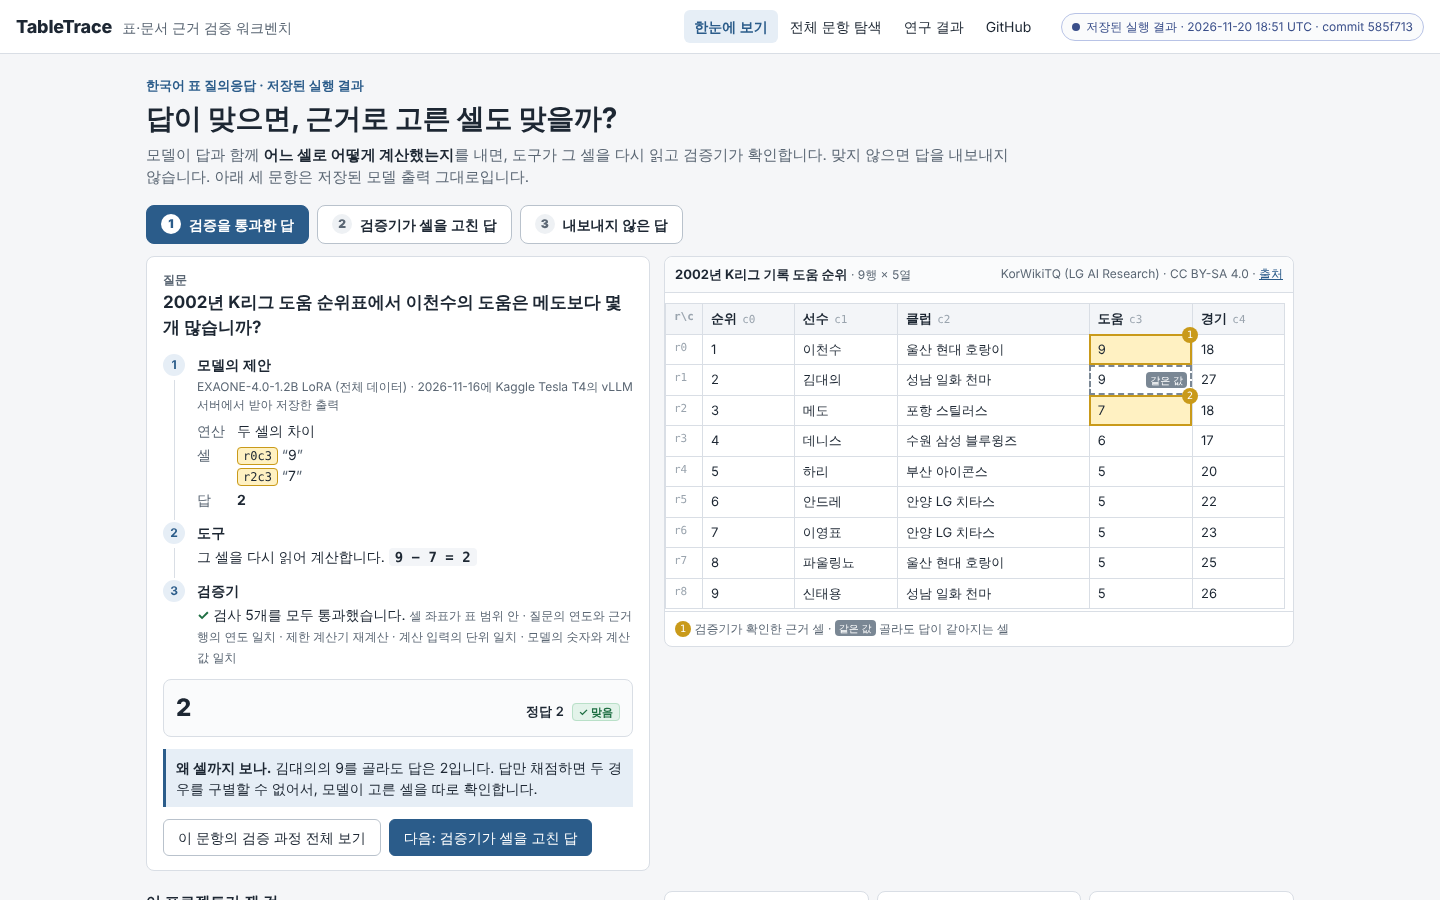 TableTrace 표·문서 근거 검증 워크벤치
한눈에 보기 전체 문항 탐색 연구 결과 GitHub 저장된 실행 결과 · 2026-11-20 18:51 UTC · commit 585f713
한국어 표 질의응답 · 저장된 실행 결과
답이 맞으면, 근거로 고른 셀도 맞을까?
모델이 답과 함께 어느 셀로 어떻게 계산했는지를 내면, 도구가 그 셀을 다시 읽고 검증기가 확인합니다. 맞지 않으면 답을 내보내지
않습니다. 아래 세 문항은 저장된 모델 출력 그대로입니다.
1 검증을 통과한 답 2 검증기가 셀을 고친 답 3 내보내지 않은 답
질문
2002년 K리그 도움 순위표에서 이천수의 도움은 메도보다 몇
개 많습니까?
1 모델의 제안
EXAONE-4.0-1.2B LoRA (전체 데이터) · 2026-11-16에 Kaggle Tesla T4의 vLLM
서버에서 받아 저장한 출력
연산 두 셀의 차이
셀 r0c3 “9”
r2c3 “7”
답 2
2 도구
그 셀을 다시 읽어 계산합니다. 9 − 7 = 2
3 검증기
✓ 검사 5개를 모두 통과했습니다. 셀 좌표가 표 범위 안 · 질문의 연도와 근거
행의 연도 일치 · 제한 계산기 재계산 · 계산 입력의 단위 일치 · 모델의 숫자와 계산
값 일치
2 정답 2 ✓ 맞음
왜 셀까지 보나. 김대의의 9를 골라도 답은 2입니다. 답만 채점하면 두 경
우를 구별할 수 없어서, 모델이 고른 셀을 따로 확인합니다.
이 문항의 검증 과정 전체 보기 다음: 검증기가 셀을 고친 답
2002년 K리그 기록 도움 순위 · 9행 × 5열 KorWikiTQ (LG AI Research) · CC BY-SA 4.0 · 출처
r\c 순위 c0 선수 c1 클럽 c2 도움 c3 경기 c4
r0 1 이천수 울산 현대 호랑이 9 1 18
r1 2 김대의 성남 일화 천마 9 같은 값 27
r2 3 메도 포항 스틸러스 7 2 18
r3 4 데니스 수원 삼성 블루윙즈 6 17
r4 5 하리 부산 아이콘스 5 20
r5 6 안드레 안양 LG 치타스 5 22
r6 7 이영표 안양 LG 치타스 5 23
r7 8 파울링뇨 울산 현대 호랑이 5 25
r8 9 신태용 성남 일화 천마 5 26
1 검증기가 확인한 근거 셀 · 같은 값 골라도 답이 같아지는 셀